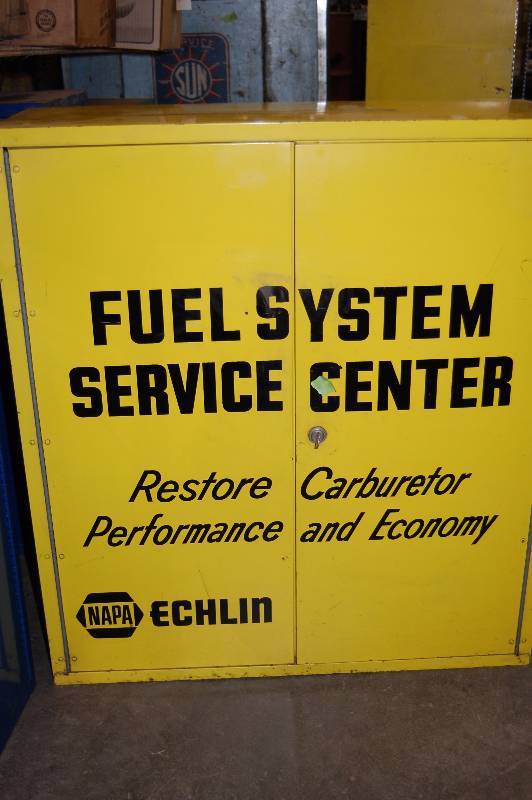 SUN
FUEL SYSTEM
SERVICE CENTER
Restore Carburetor
Performance and Economy
NAPA ECHLIN